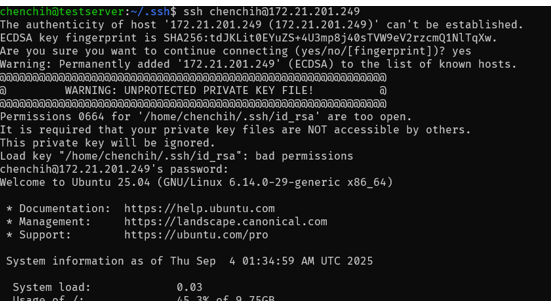 chenchih@testserver:~/.ssh$ ssh chenchih@172.21.201.249
The authenticity of host '172.21.201.249 (172.21.201.249)' can't be established.
ECDSA key fingerprint is SHA256:tdJKLit0EYuZS+4U3mp8j40sTVW9eV2rzcmQ1NlTqXw.
Are you sure you want to continue connecting (yes/no/[fingerprint])? yes
Warning: Permanently added '172.21.201.249' (ECDSA) to the list of known hosts.
@@@@@@@@@@@@@@@@@@@@@@@@@@@@@@@@@@@@@@@@@@@@@@@@@@@@@@@@@@@
@         WARNING: UNPROTECTED PRIVATE KEY FILE!          @
@@@@@@@@@@@@@@@@@@@@@@@@@@@@@@@@@@@@@@@@@@@@@@@@@@@@@@@@@@@
Permissions 0664 for '/home/chenchih/.ssh/id_rsa' are too open.
It is required that your private key files are NOT accessible by others.
This private key will be ignored.
Load key "/home/chenchih/.ssh/id_rsa": bad permissions
chenchih@172.21.201.249's password:
Welcome to Ubuntu 25.04 (GNU/Linux 6.14.0-29-generic x86_64)
* Documentation:  https://help.ubuntu.com
* Management:     https://landscape.canonical.com
* Support:        https://ubuntu.com/pro
System information as of Thu Sep  4 01:34:59 AM UTC 2025
System load:             0.03
Usage of /:              45.3% of 9.75GB